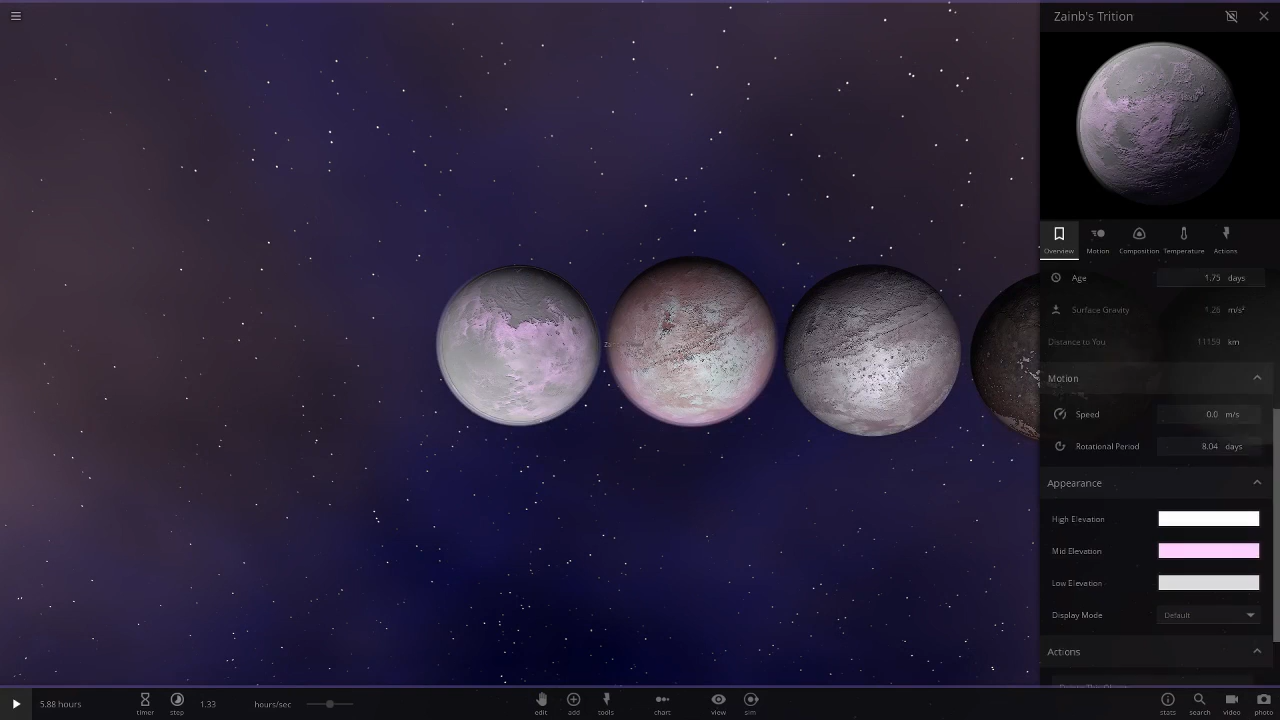 Zainb's Trition
Overview Motion Composition Temperature Actions
Age 1.75 days
Surface Gravity 1.26 m/s²
Distance to You 11159 km
Motion
Speed 0.0 m/s
Rotational Period 8.04 days
Appearance
High Elevation
Mid Elevation
Low Elevation
Display Mode Default
Actions
5.88 hours timer step 1.33 hours/sec edit add tools chart view sim stats search video photo